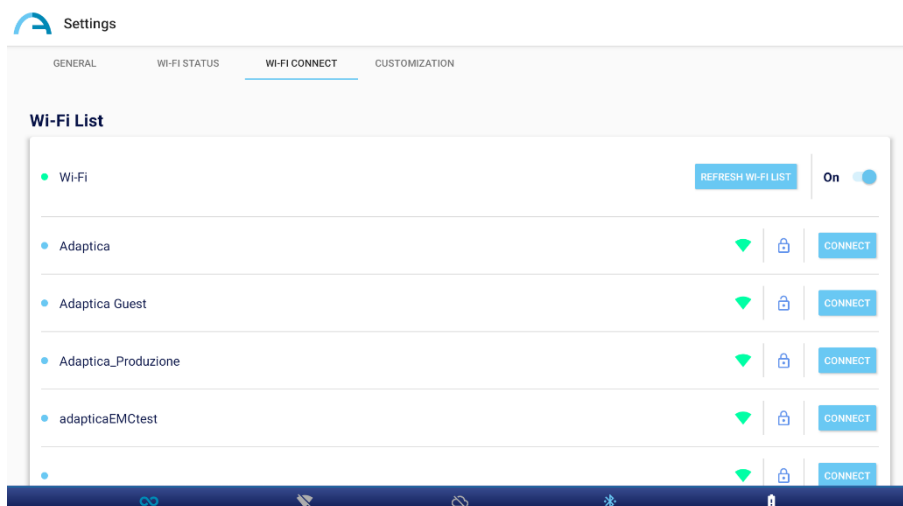 Settings
GENERAL WI-FI STATUS WI-FI CONNECT CUSTOMIZATION
Wi-Fi List
Wi-Fi REFRESH WI-FI LIST On
Adaptica CONNECT
Adaptica Guest CONNECT
Adaptica_Produzione CONNECT
adapticaEMCtest CONNECT
CONNECT